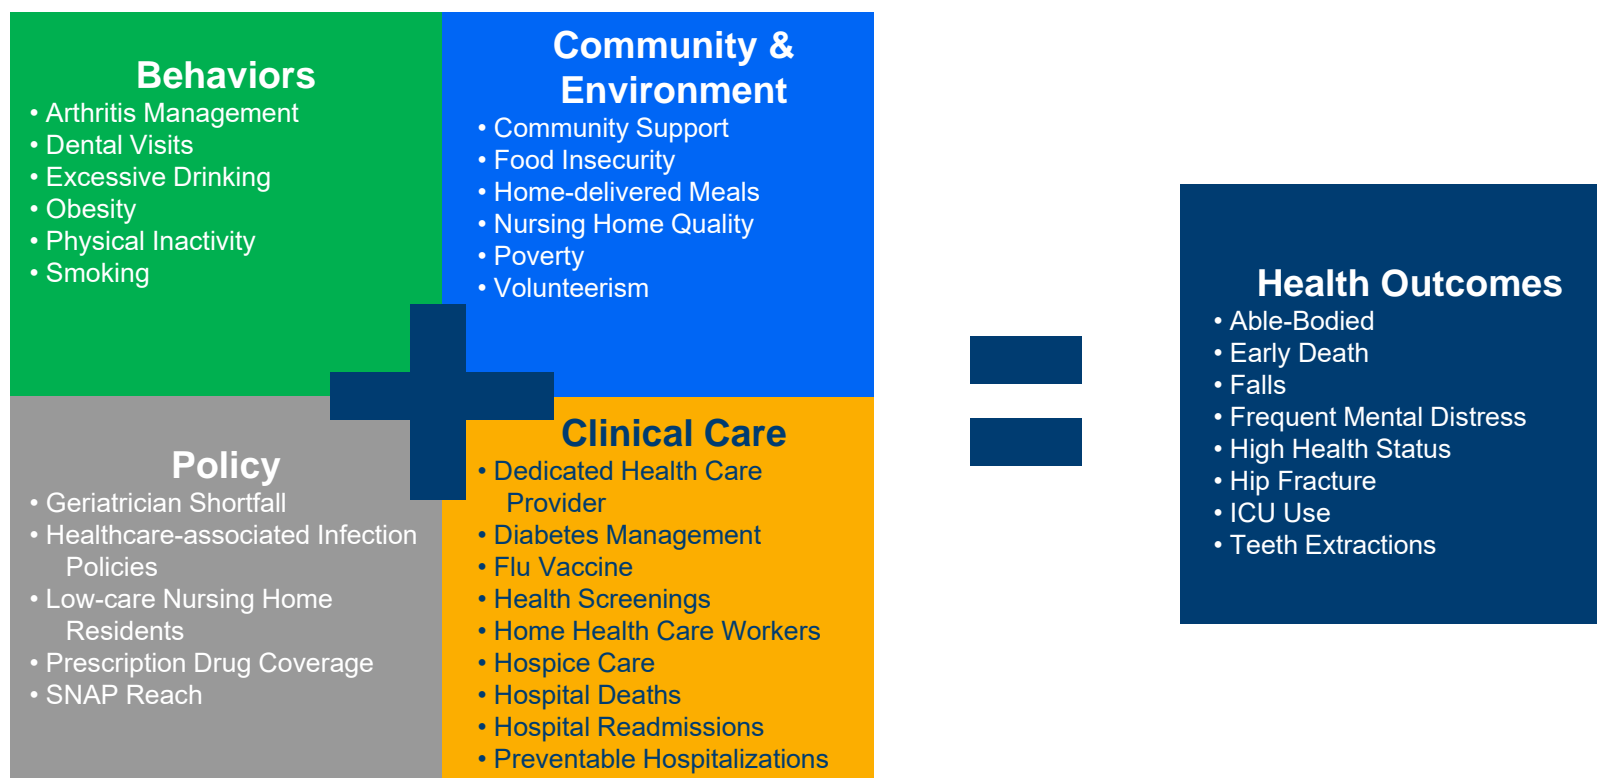 Behaviors
• Arthritis Management
• Dental Visits
• Excessive Drinking
• Obesity
• Physical Inactivity
• Smoking
Community &
Environment
• Community Support
• Food Insecurity
• Home-delivered Meals
• Nursing Home Quality
• Poverty
• Volunteerism
Policy
• Geriatrician Shortfall
• Healthcare-associated Infection
Policies
• Low-care Nursing Home
Residents
• Prescription Drug Coverage
• SNAP Reach
Clinical Care
• Dedicated Health Care
Provider
• Diabetes Management
• Flu Vaccine
• Health Screenings
• Home Health Care Workers
• Hospice Care
• Hospital Deaths
• Hospital Readmissions
• Preventable Hospitalizations
Health Outcomes
• Able-Bodied
• Early Death
• Falls
• Frequent Mental Distress
• High Health Status
• Hip Fracture
• ICU Use
• Teeth Extractions